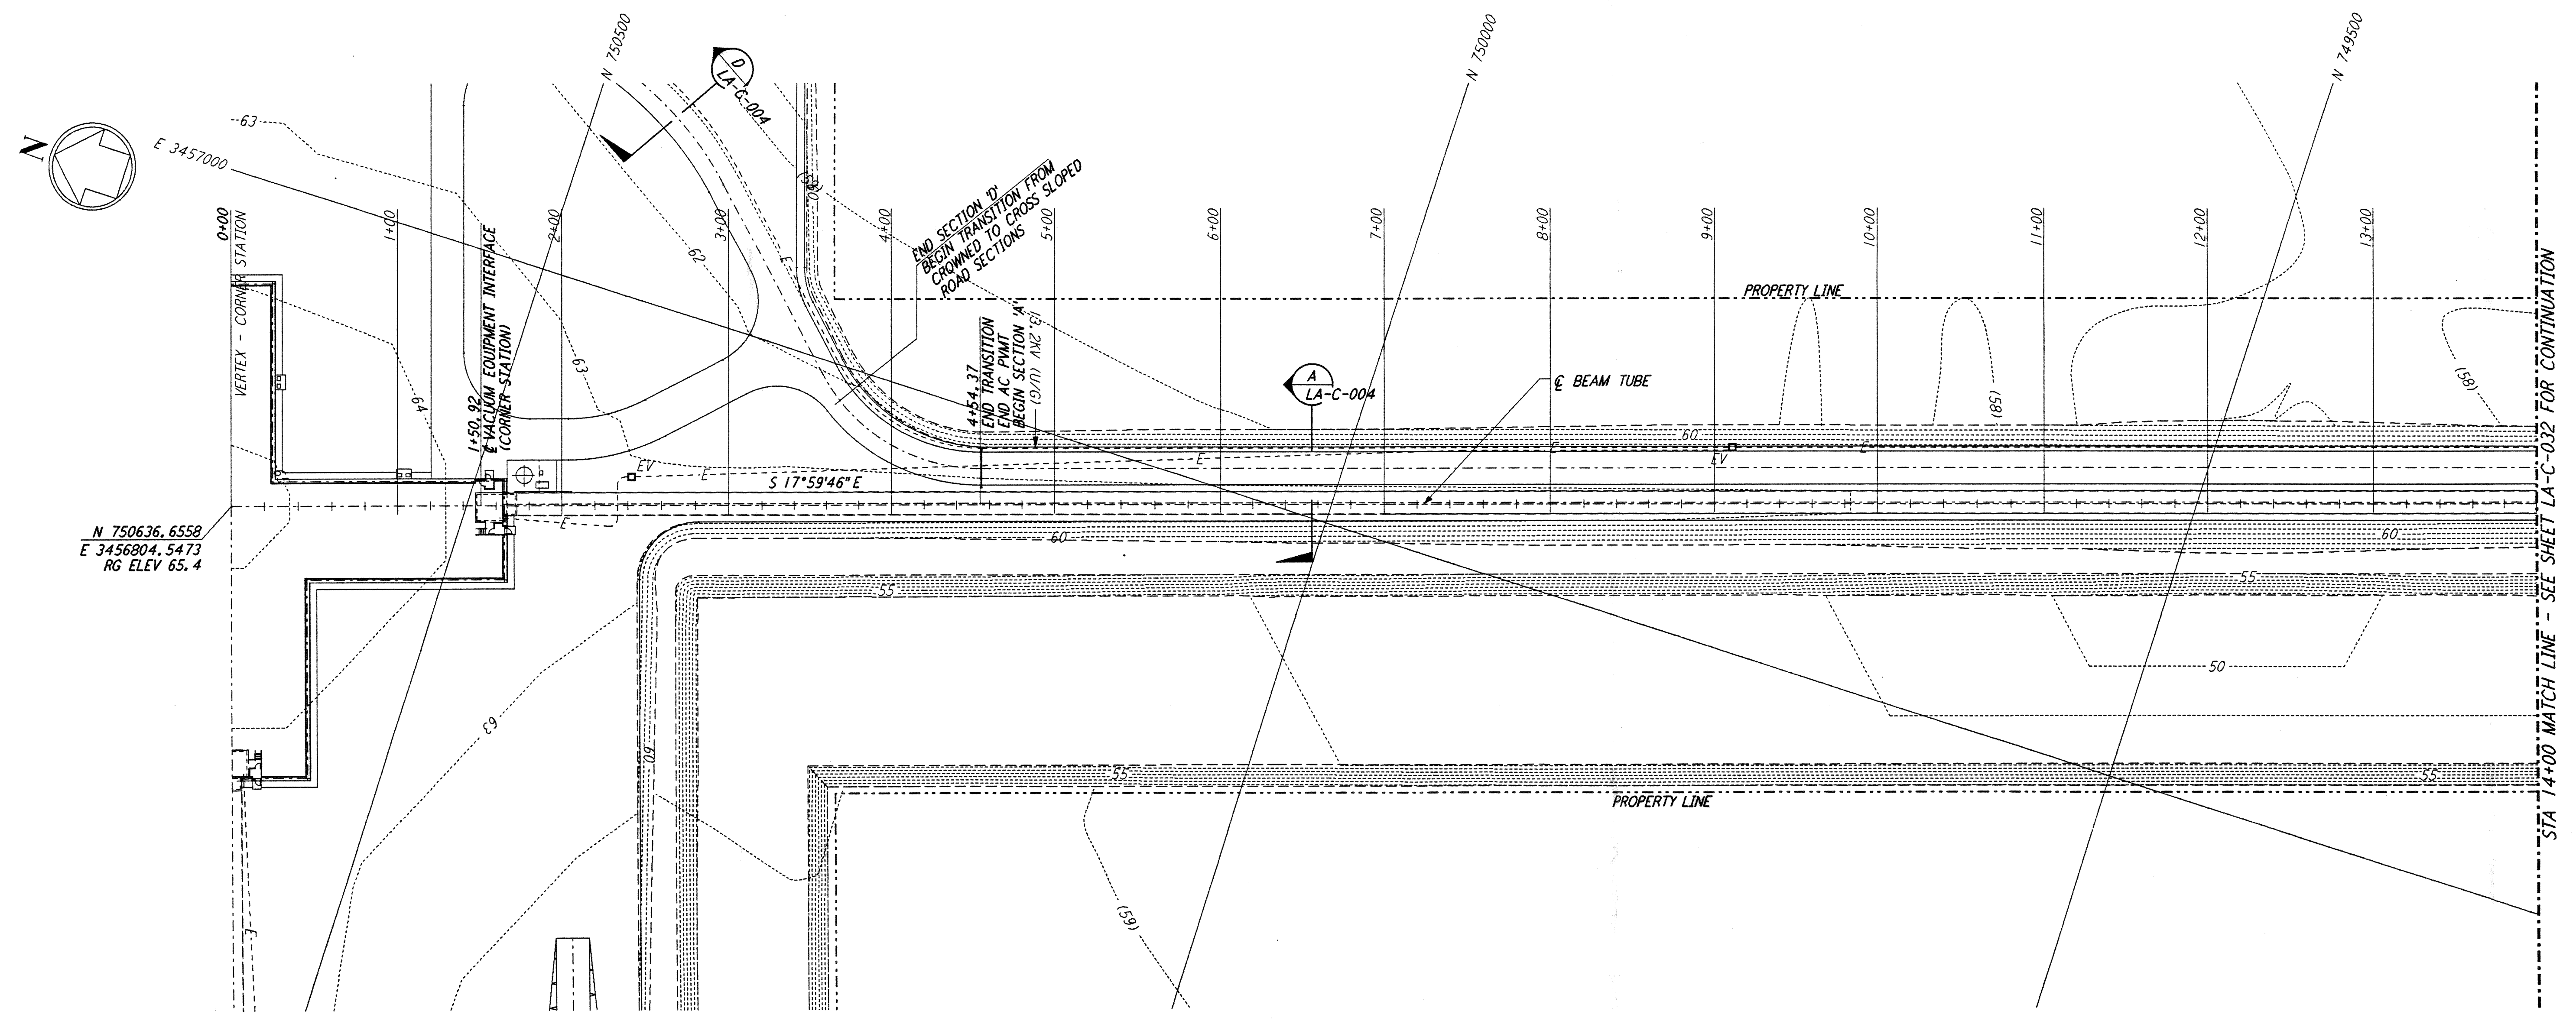 N
N 750500
N 750000
N 749500
D
LA-C-004
E 3457000
63
0+00
VERTEX - CORNER STATION
1+00
2+00
3+00
4+00
5+00
6+00
7+00
8+00
9+00
10+00
11+00
12+00
13+00
1+50.92
℄ VACUUM EQUIPMENT INTERFACE
(CORNER STATION)
62
63
64
(59)
60
E
END SECTION 'D'
BEGIN TRANSITION FROM
CROWNED TO CROSS SLOPED
ROAD SECTIONS
4+54.37
END TRANSITION
END AC PVMT
BEGIN SECTION 'A'
13.2KV (U/G)
PROPERTY LINE
A
LA-C-004
℄ BEAM TUBE
(58)
(58)
60
EV
E
E
E
EV
E
S 17°59'46" E
E
N 750636.6558
E 3456804.5473
RG ELEV 65.4
60
60
55
55
50
63
60
55
55
PROPERTY LINE
(59)
E
STA 14+00 MATCH LINE - SEE SHEET LA-C-032 FOR CONTINUATION